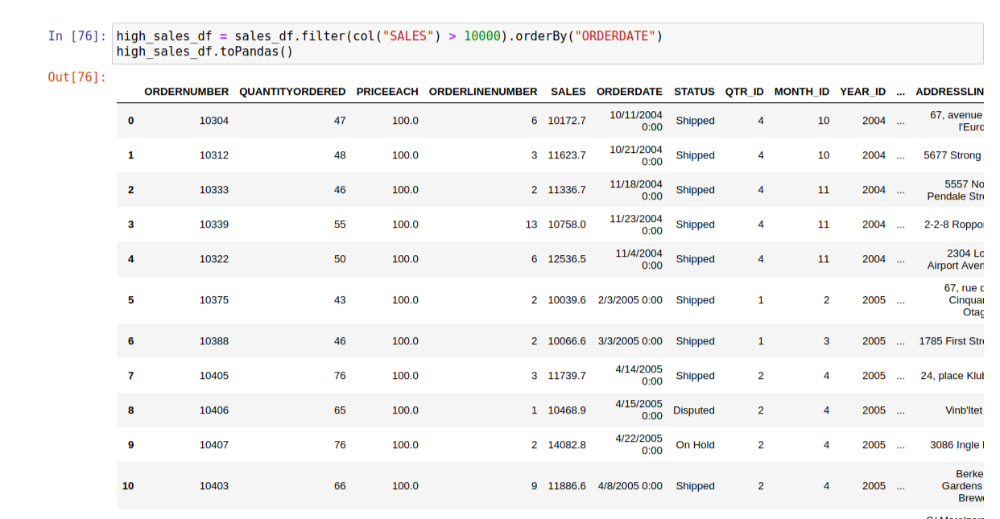 In [76]: high_sales_df = sales_df.filter(col("SALES") > 10000).orderBy("ORDERDATE")
high_sales_df.toPandas()
Out[76]:
ORDERNUMBER QUANTITYORDERED PRICEEACH ORDERLINENUMBER SALES ORDERDATE STATUS QTR_ID MONTH_ID YEAR_ID ... ADDRESSLIN
0 10304 47 100.0 6 10172.7 10/11/2004 0:00 Shipped 4 10 2004 ... 67, avenue l'Euro
1 10312 48 100.0 3 11623.7 10/21/2004 0:00 Shipped 4 10 2004 ... 5677 Strong
2 10333 46 100.0 2 11336.7 11/18/2004 0:00 Shipped 4 11 2004 ... 5557 No Pendale Stre
3 10339 55 100.0 13 10758.0 11/23/2004 0:00 Shipped 4 11 2004 ... 2-2-8 Roppo
4 10322 50 100.0 6 12536.5 11/4/2004 0:00 Shipped 4 11 2004 ... 2304 Lo Airport Aven
5 10375 43 100.0 2 10039.6 2/3/2005 0:00 Shipped 1 2 2005 ... 67, rue d Cinquan Otag
6 10388 46 100.0 2 10066.6 3/3/2005 0:00 Shipped 1 3 2005 ... 1785 First Stre
7 10405 76 100.0 3 11739.7 4/14/2005 0:00 Shipped 2 4 2005 ... 24, place Klub
8 10406 65 100.0 1 10468.9 4/15/2005 0:00 Disputed 2 4 2005 ... Vinb'ltet
9 10407 76 100.0 2 14082.8 4/22/2005 0:00 On Hold 2 4 2005 ... 3086 Ingle
10 10403 66 100.0 9 11886.6 4/8/2005 0:00 Shipped 2 4 2005 ... Berke Gardens Brewe